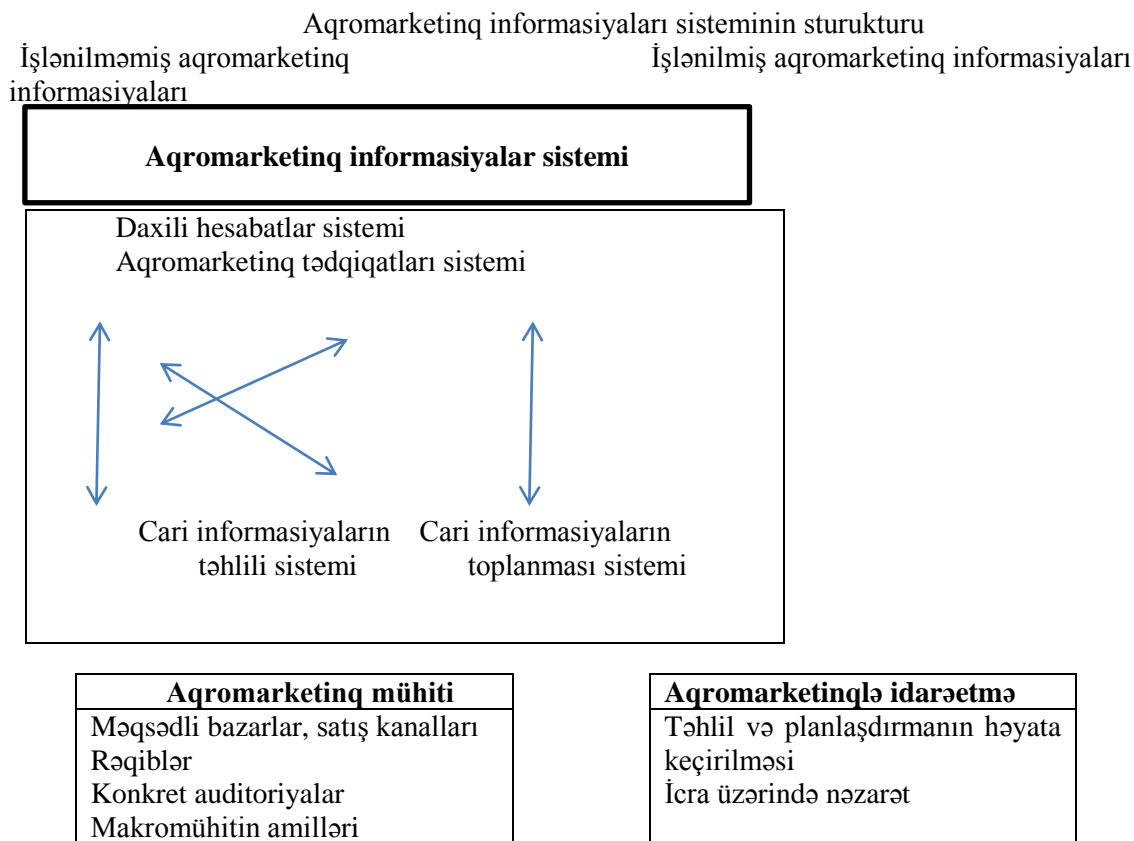 Aqromarketinq informasiyaları sisteminin sturukturu
İşlənilməmiş aqromarketinq İşlənilmiş aqromarketinq informasiyaları
informasiyaları
Aqromarketinq informasiyalar sistemi
Daxili hesabatlar sistemi
Aqromarketinq tədqiqatları sistemi
Cari informasiyaların Cari informasiyaların
təhlili sistemi toplanması sistemi
Aqromarketinq mühiti
Məqsədli bazarlar, satış kanalları
Rəqiblər
Konkret auditoriyalar
Makromühitin amilləri
Aqromarketinqlə idarəetmə
Təhlil və planlaşdırmanın həyata
keçirilməsi
İcra üzərində nəzarət